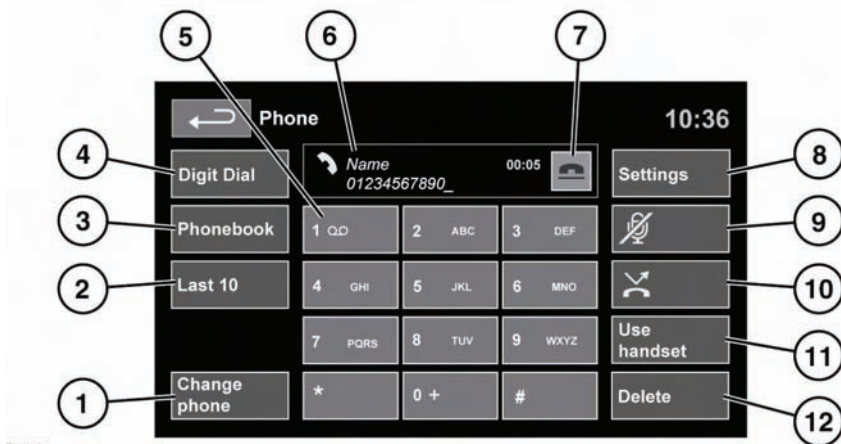 5
6
7
Phone
10:36
4
Digit Dial
Name
00:05
01234567890_
Settings
8
3
Phonebook
1
2 ABC
3 DEF
9
2
Last 10
4 GHI
5 JKL
6 MNO
10
7 PQRS
8 TUV
9 WXYZ
Use
handset
11
1
Change
phone
*
0 +
#
Delete
12